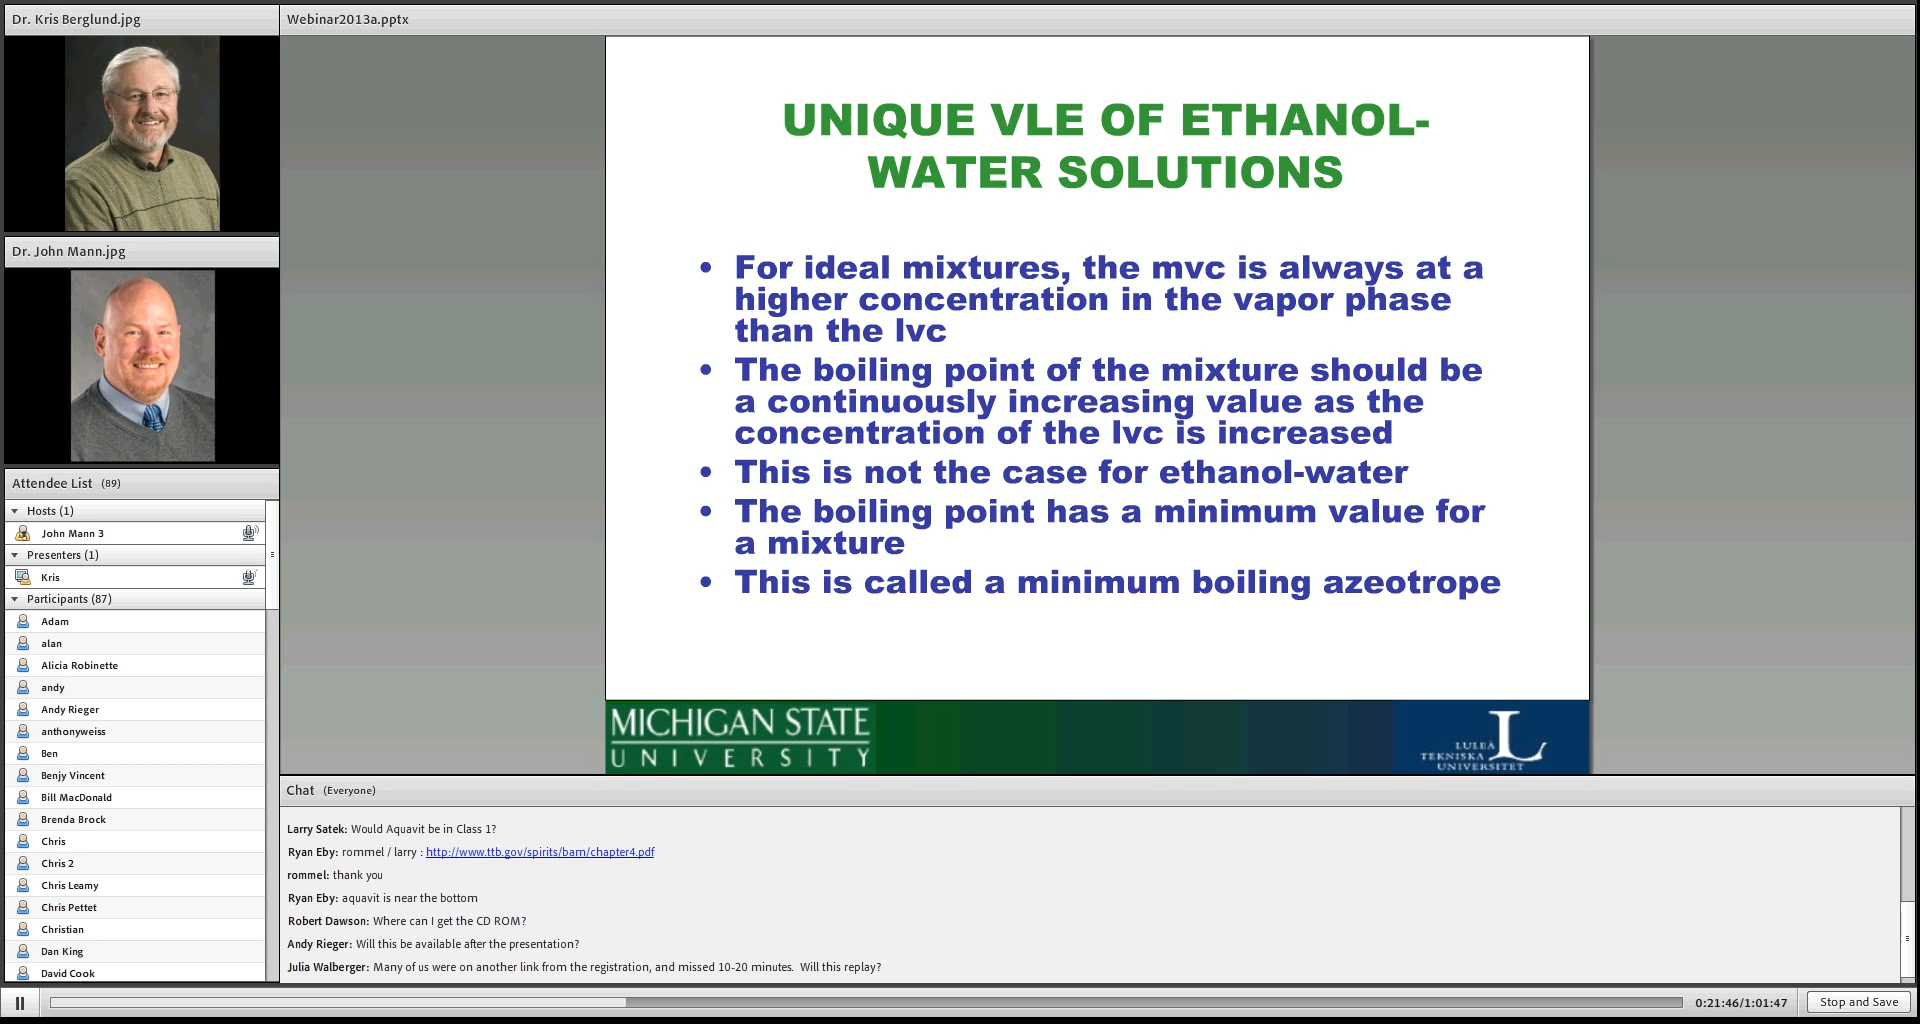 Dr. Kris Berglund.jpg
Dr. John Mann.jpg
Attendee List (89)
Hosts (1)
John Mann 3
Presenters (1)
Kris
Participants (87)
Adam
alan
Alicia Robinette
andy
Andy Rieger
anthonyweiss
Ben
Benjy Vincent
Bill MacDonald
Brenda Brock
Chris
Chris 2
Chris Leamy
Chris Pettet
Christian
Dan King
David Cook
Webinar2013a.pptx
UNIQUE VLE OF ETHANOL-
WATER SOLUTIONS
• For ideal mixtures, the mvc is always at a
higher concentration in the vapor phase
than the lvc
• The boiling point of the mixture should be
a continuously increasing value as the
concentration of the lvc is increased
• This is not the case for ethanol-water
• The boiling point has a minimum value for
a mixture
• This is called a minimum boiling azeotrope
MICHIGAN STATE
UNIVERSITY
L
LULEÅ
TEKNISKA
UNIVERSITET
Chat (Everyone)
Larry Satek: Would Aquavit be in Class 1?
Ryan Eby: rommel / larry : http://www.ttb.gov/spirits/bam/chapter4.pdf
rommel: thank you
Ryan Eby: aquavit is near the bottom
Robert Dawson: Where can I get the CD ROM?
Andy Rieger: Will this be available after the presentation?
Julia Walberger: Many of us were on another link from the registration, and missed 10-20 minutes.  Will this replay?
0:21:46/1:01:47
Stop and Save